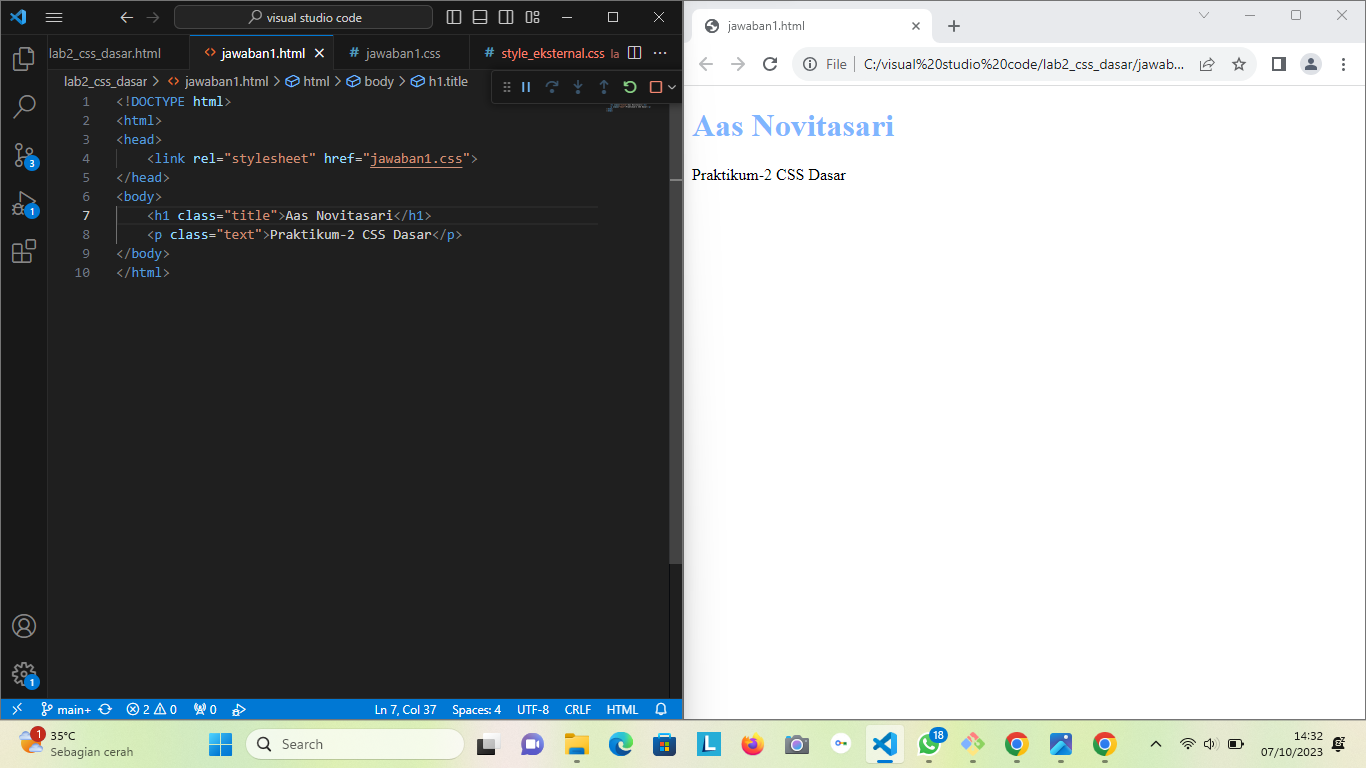 visual studio code
lab2_css_dasar.html
jawaban1.html
jawaban1.css
style_eksternal.css la
lab2_css_dasar > jawaban1.html > html > body > h1.title
1 <!DOCTYPE html>
2 <html>
3 <head>
4 <link rel="stylesheet" href="jawaban1.css">
5 </head>
6 <body>
7 <h1 class="title">Aas Novitasari</h1>
8 <p class="text">Praktikum-2 CSS Dasar</p>
9 </body>
10 </html>
3
1
1
main+ 2 0 0 Ln 7, Col 37 Spaces: 4 UTF-8 CRLF HTML
jawaban1.html
File | C:/visual%20studio%20code/lab2_css_dasar/jawab...
Aas Novitasari
Praktikum-2 CSS Dasar
1
35°C
Sebagian cerah
Search
L
18
14:32
07/10/2023